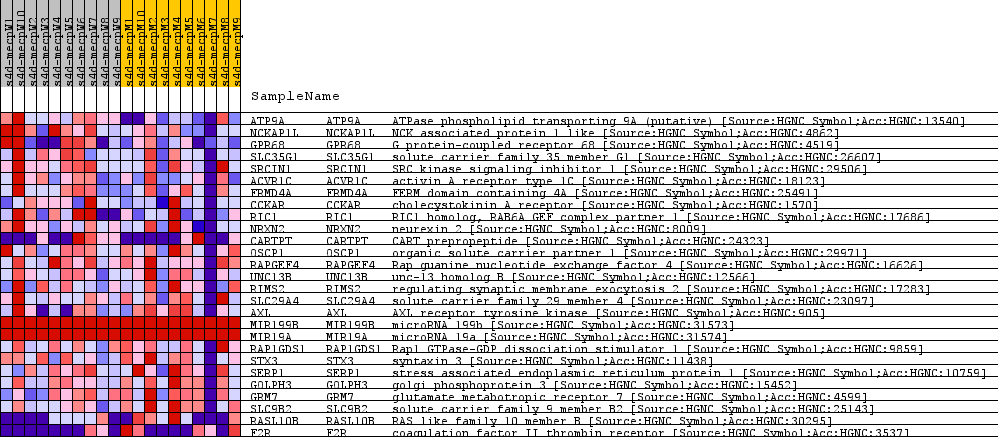 s4d-mecpW1
s4d-mecpW10
s4d-mecpW2
s4d-mecpW3
s4d-mecpW4
s4d-mecpW5
s4d-mecpW6
s4d-mecpW7
s4d-mecpW8
s4d-mecpW9
s4d-mecpM1
s4d-mecpM10
s4d-mecpM2
s4d-mecpM3
s4d-mecpM4
s4d-mecpM5
s4d-mecpM6
s4d-mecpM7
s4d-mecpM8
s4d-mecpM9
SampleName
ATP9A ATP9A ATPase phospholipid transporting 9A (putative) [Source:HGNC Symbol;Acc:HGNC:13540]
NCKAP1L NCKAP1L NCK associated protein 1 like [Source:HGNC Symbol;Acc:HGNC:4862]
GPR68 GPR68 G protein-coupled receptor 68 [Source:HGNC Symbol;Acc:HGNC:4519]
SLC35G1 SLC35G1 solute carrier family 35 member G1 [Source:HGNC Symbol;Acc:HGNC:26607]
SRCIN1 SRCIN1 SRC kinase signaling inhibitor 1 [Source:HGNC Symbol;Acc:HGNC:29506]
ACVR1C ACVR1C activin A receptor type 1C [Source:HGNC Symbol;Acc:HGNC:18123]
FRMD4A FRMD4A FERM domain containing 4A [Source:HGNC Symbol;Acc:HGNC:25491]
CCKAR CCKAR cholecystokinin A receptor [Source:HGNC Symbol;Acc:HGNC:1570]
RIC1 RIC1 RIC1 homolog, RAB6A GEF complex partner 1 [Source:HGNC Symbol;Acc:HGNC:17686]
NRXN2 NRXN2 neurexin 2 [Source:HGNC Symbol;Acc:HGNC:8009]
CARTPT CARTPT CART prepropeptide [Source:HGNC Symbol;Acc:HGNC:24323]
OSCP1 OSCP1 organic solute carrier partner 1 [Source:HGNC Symbol;Acc:HGNC:29971]
RAPGEF4 RAPGEF4 Rap guanine nucleotide exchange factor 4 [Source:HGNC Symbol;Acc:HGNC:16626]
UNC13B UNC13B unc-13 homolog B [Source:HGNC Symbol;Acc:HGNC:12566]
RIMS2 RIMS2 regulating synaptic membrane exocytosis 2 [Source:HGNC Symbol;Acc:HGNC:17283]
SLC29A4 SLC29A4 solute carrier family 29 member 4 [Source:HGNC Symbol;Acc:HGNC:23097]
AXL AXL AXL receptor tyrosine kinase [Source:HGNC Symbol;Acc:HGNC:905]
MIR199B MIR199B microRNA 199b [Source:HGNC Symbol;Acc:HGNC:31573]
MIR19A MIR19A microRNA 19a [Source:HGNC Symbol;Acc:HGNC:31574]
RAP1GDS1 RAP1GDS1 Rap1 GTPase-GDP dissociation stimulator 1 [Source:HGNC Symbol;Acc:HGNC:9859]
STX3 STX3 syntaxin 3 [Source:HGNC Symbol;Acc:HGNC:11438]
SERP1 SERP1 stress associated endoplasmic reticulum protein 1 [Source:HGNC Symbol;Acc:HGNC:10759]
GOLPH3 GOLPH3 golgi phosphoprotein 3 [Source:HGNC Symbol;Acc:HGNC:15452]
GRM7 GRM7 glutamate metabotropic receptor 7 [Source:HGNC Symbol;Acc:HGNC:4599]
SLC9B2 SLC9B2 solute carrier family 9 member B2 [Source:HGNC Symbol;Acc:HGNC:25143]
RASL10B RASL10B RAS like family 10 member B [Source:HGNC Symbol;Acc:HGNC:30295]
F2R F2R coagulation factor II thrombin receptor [Source:HGNC Symbol;Acc:HGNC:3537]